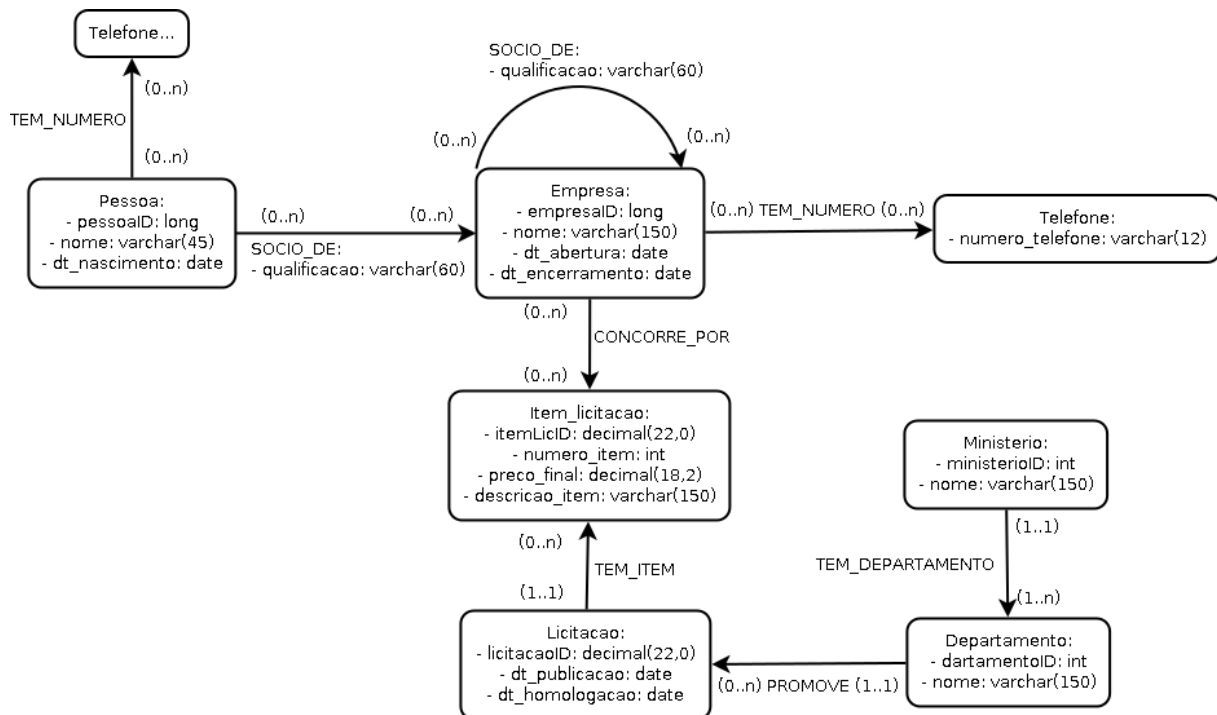 Telefone...
(0..n)
TEM_NUMERO
(0..n)
Pessoa:
- pessoaID: long
- nome: varchar(45)
- dt_nascimento: date
(0..n)
(0..n)
SOCIO_DE:
- qualificacao: varchar(60)
SOCIO_DE:
- qualificacao: varchar(60)
(0..n)
(0..n)
Empresa:
- empresaID: long
- nome: varchar(150)
- dt_abertura: date
- dt_encerramento: date
(0..n) TEM_NUMERO (0..n)
Telefone:
- numero_telefone: varchar(12)
(0..n)
CONCORRE_POR
(0..n)
Item_licitacao:
- itemLicID: decimal(22,0)
- numero_item: int
- preco_final: decimal(18,2)
- descricao_item: varchar(150)
(0..n)
TEM_ITEM
(1..1)
Licitacao:
- licitacaoID: decimal(22,0)
- dt_publicacao: date
- dt_homologacao: date
Ministerio:
- ministerioID: int
- nome: varchar(150)
(1..1)
TEM_DEPARTAMENTO
(1..n)
Departamento:
- dartamentoID: int
- nome: varchar(150)
(0..n) PROMOVE (1..1)